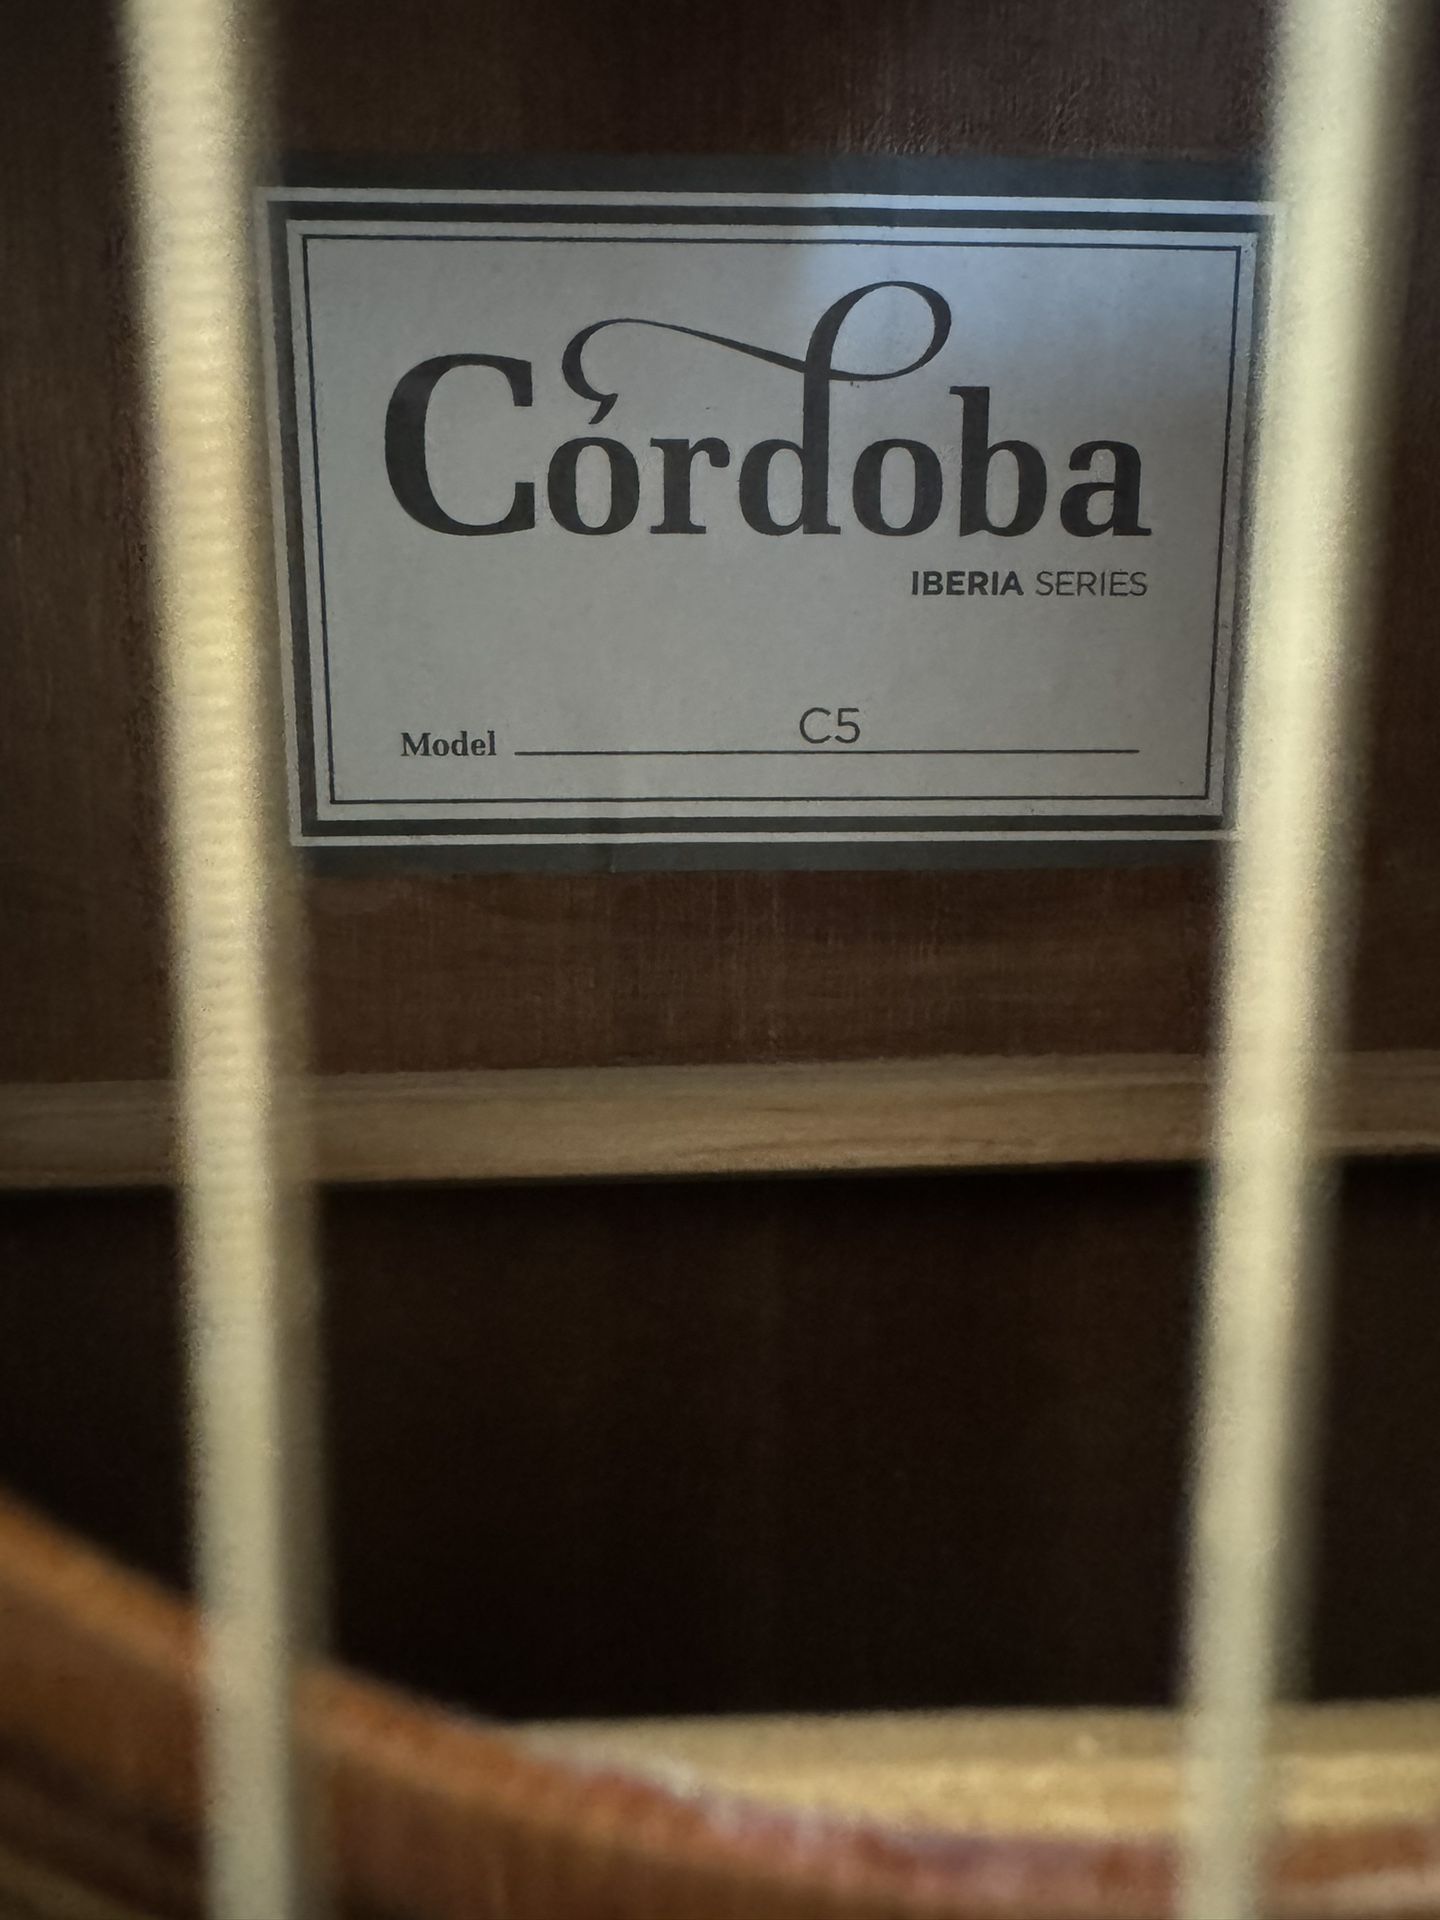 Córdoba
IBERIA SERIES
Model C5